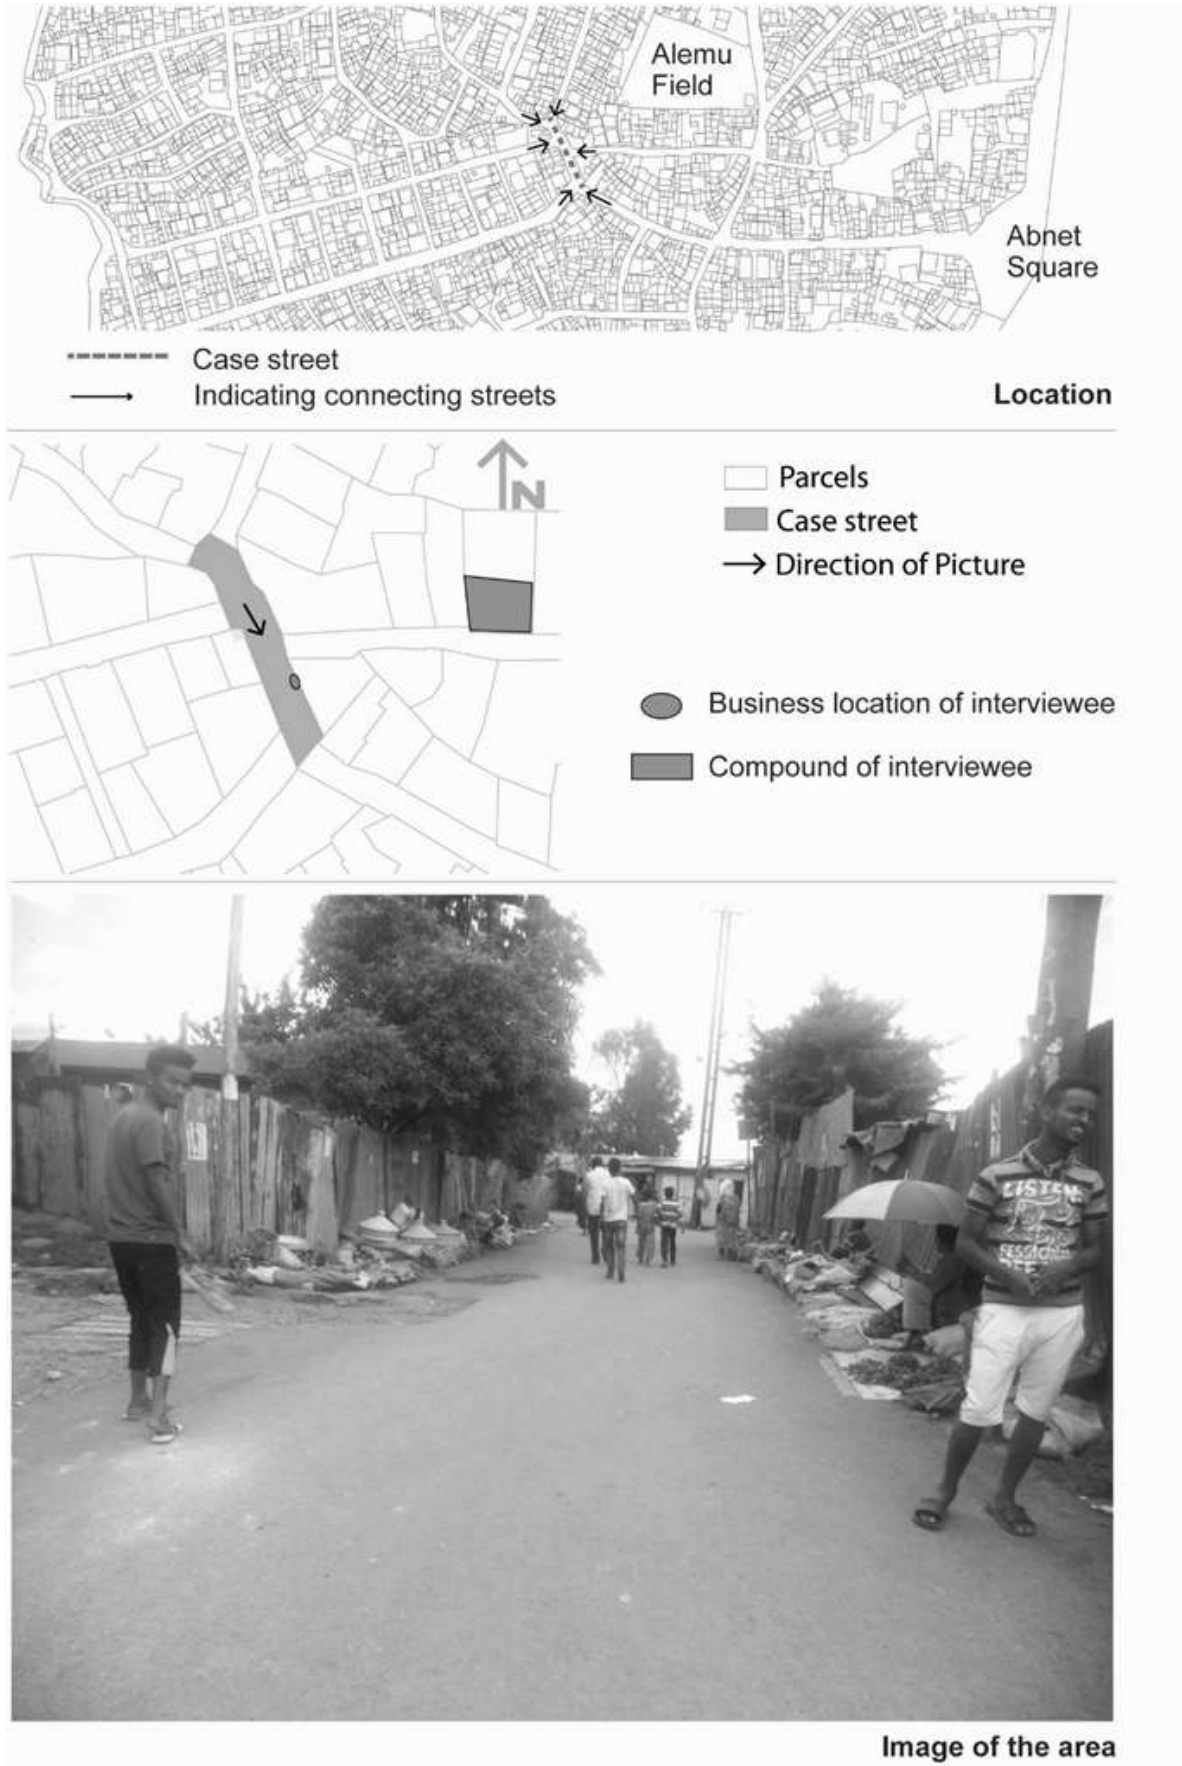 Alemu
Field
Abnet
Square
Case street
Indicating connecting streets
Location
N
Parcels
Case street
Direction of Picture
Business location of interviewee
Compound of interviewee
LISTEN
Image of the area